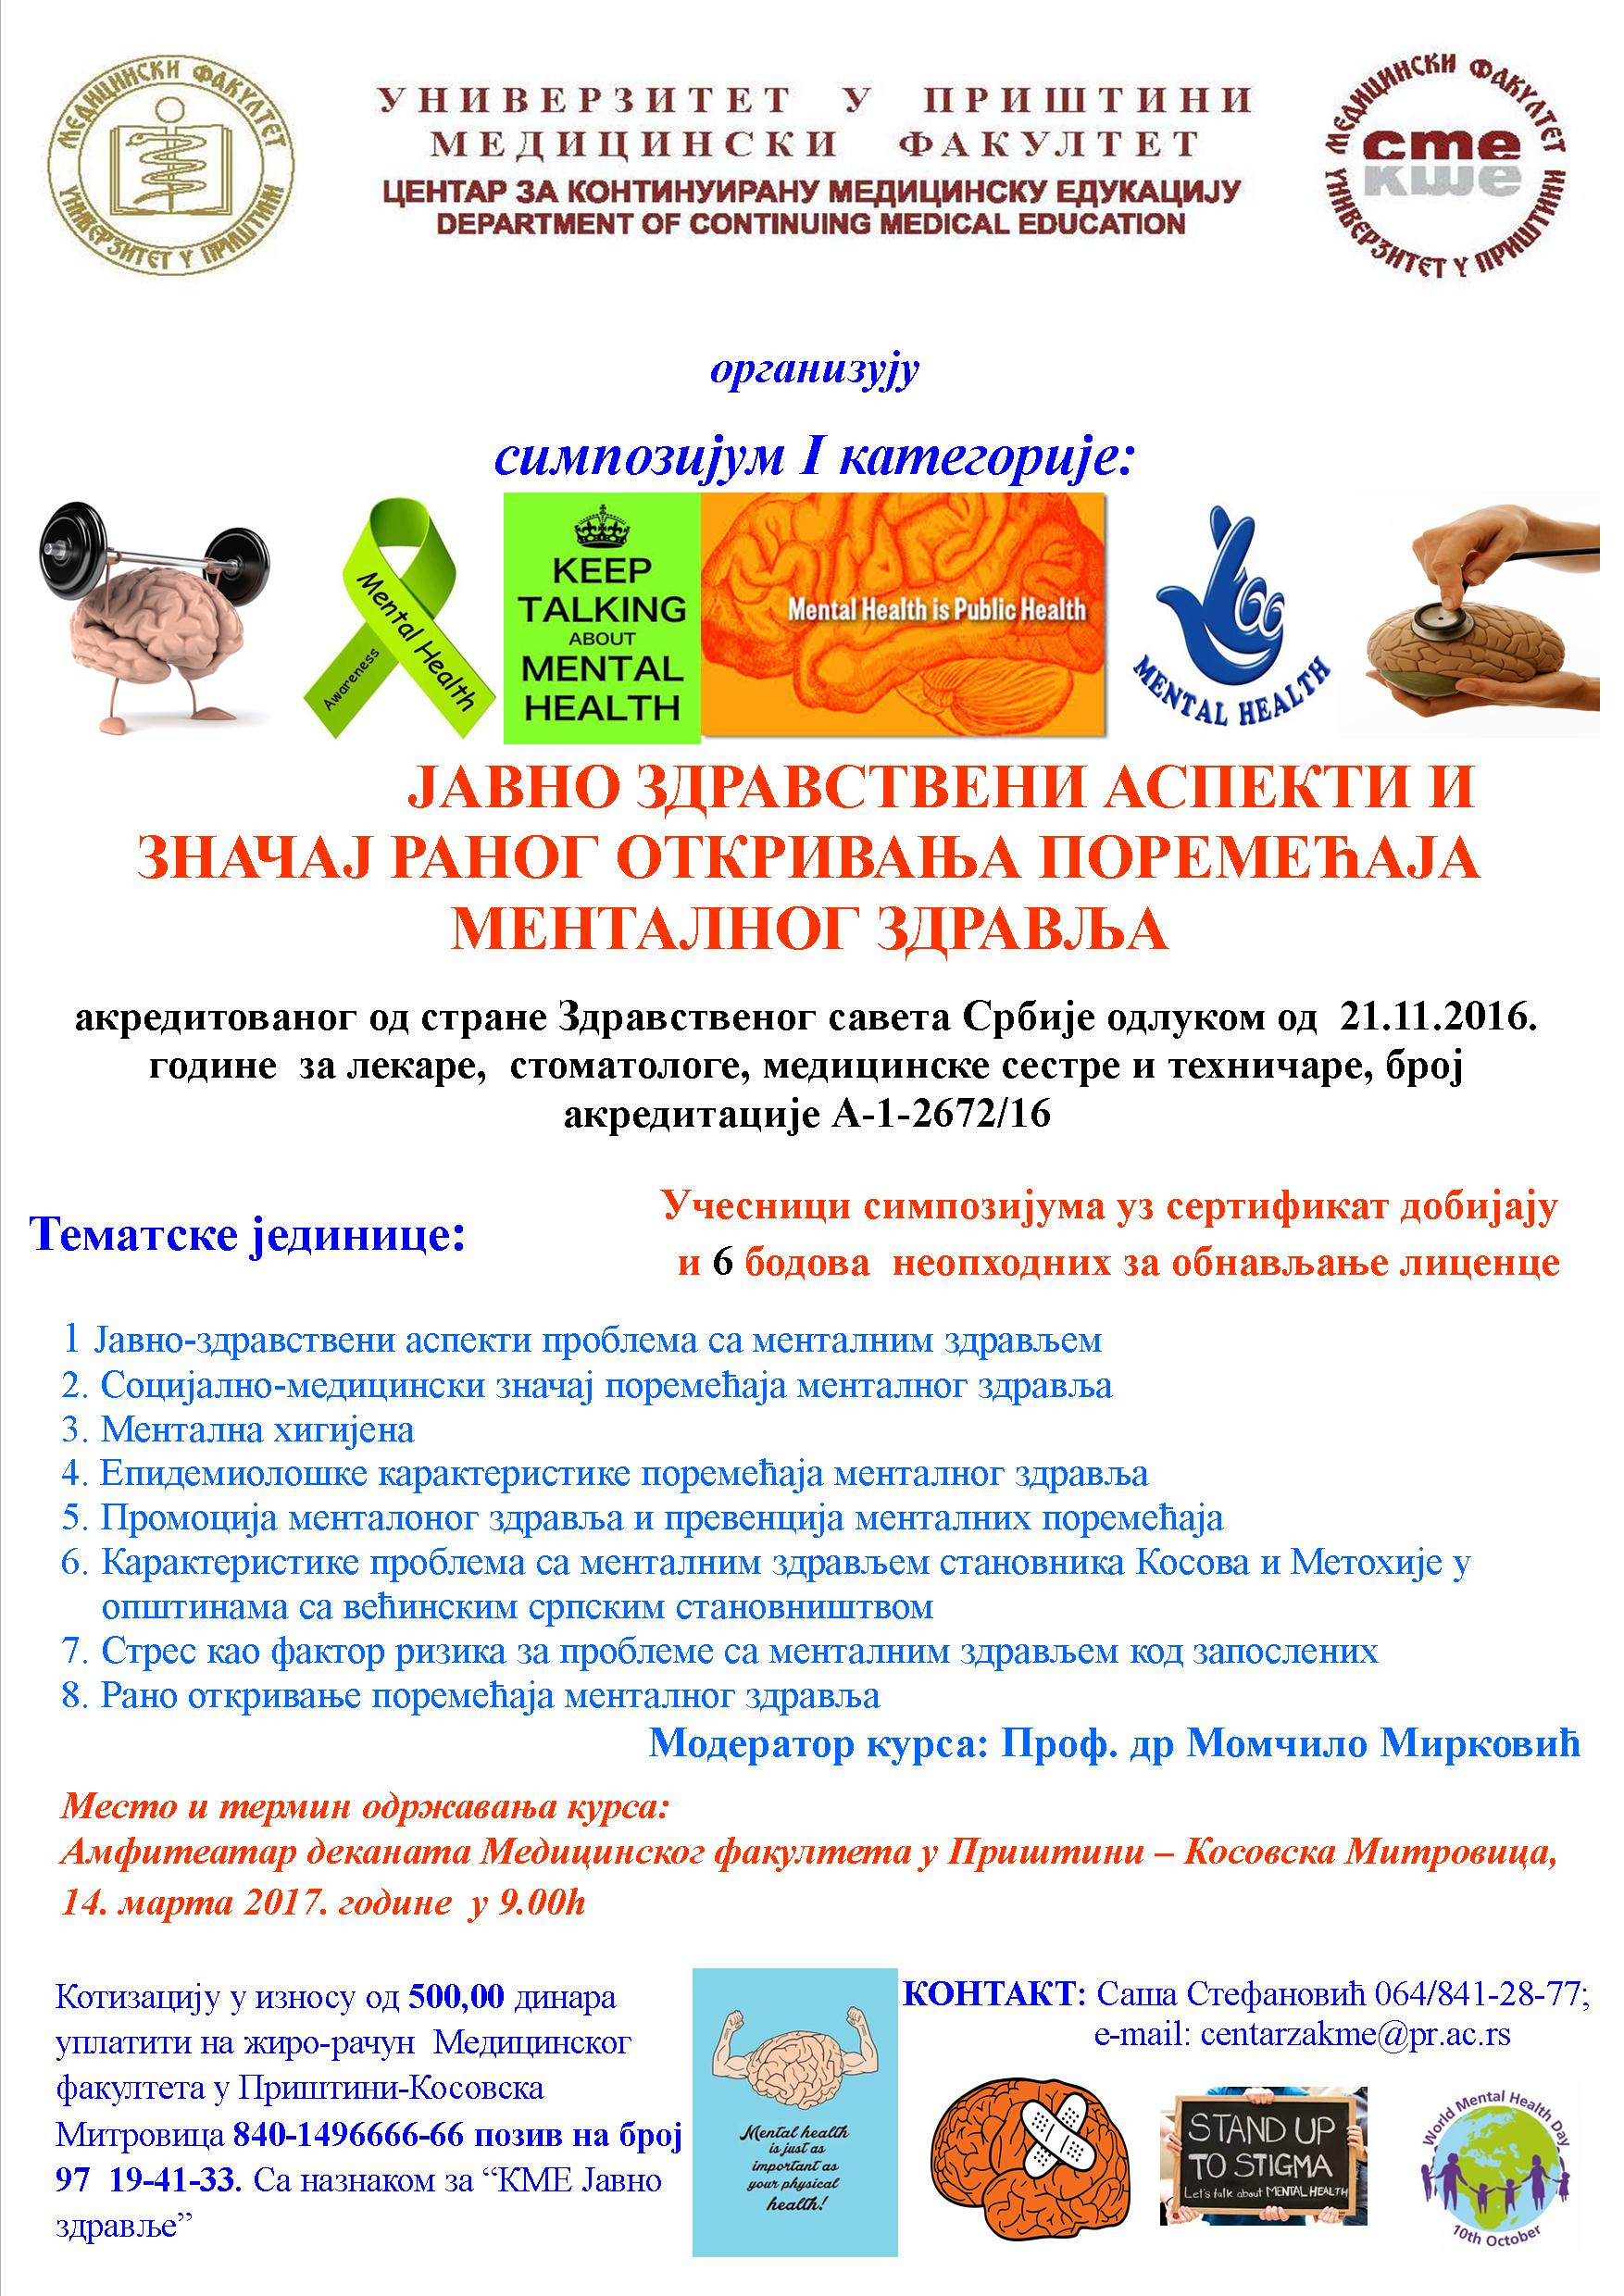 МЕДИЦИНСКИ ФАКУЛТЕТ
УНИВЕРЗИТЕТ У ПРИШТИНИ
УНИВЕРЗИТЕТ У ПРИШТИНИ
МЕДИЦИНСКИ ФАКУЛТЕТ
ЦЕНТАР ЗА КОНТИНУИРАНУ МЕДИЦИНСКУ ЕДУКАЦИЈУ
DEPARTMENT OF CONTINUING MEDICAL EDUCATION
МЕДИЦИНСКИ ФАКУЛТЕТ
cme
кме
УНИВЕРЗИТЕТ У ПРИШТИНИ
организују
симпозијум I категорије:
Mental Health
Awareness
KEEP
TALKING
ABOUT
MENTAL
HEALTH
Mental Health is Public Health
MENTAL HEALTH
ЈАВНО ЗДРАВСТВЕНИ АСПЕКТИ И
ЗНАЧАЈ РАНОГ ОТКРИВАЊА ПОРЕМЕЋАЈА
МЕНТАЛНОГ ЗДРАВЉА
акредитованог од стране Здравственог савета Србије одлуком од 21.11.2016.
године за лекаре, стоматологе, медицинске сестре и техничаре, број
акредитације А-1-2672/16
Тематске јединице:
Учесници симпозијума уз сертификат добијају
и 6 бодова неопходних за обнављање лиценце
1 Јавно-здравствени аспекти проблема са менталним здрављем
2. Социјално-медицински значај поремећаја менталног здравља
3. Ментална хигијена
4. Епидемиолошке карактеристике поремећаја менталног здравља
5. Промоција менталоног здравља и превенција менталних поремећаја
6. Карактеристике проблема са менталним здрављем становника Косова и Метохије у
општинама са већинским српским становништвом
7. Стрес као фактор ризика за проблеме са менталним здрављем код запослених
8. Рано откривање поремећаја менталног здравља
Модератор курса: Проф. др Момчило Мирковић
Место и термин одржавања курса:
Амфитеатар деканата Медицинског факултета у Приштини – Косовска Митровица,
14. марта 2017. године у 9.00h
Котизацију у износу од 500,00 динара
уплатити на жиро-рачун Медицинског
факултета у Приштини-Косовска
Митровица 840-1496666-66 позив на број
97 19-41-33. Са назнаком за “КМЕ Јавно
здравље”
Mental health
is just as
important as
your physical
health!
КОНТАКТ: Саша Стефановић 064/841-28-77;
e-mail: centarzakme@pr.ac.rs
STAND UP
TO STIGMA
Let's talk about MENTAL HEALTH
World Mental Health Day
10th October